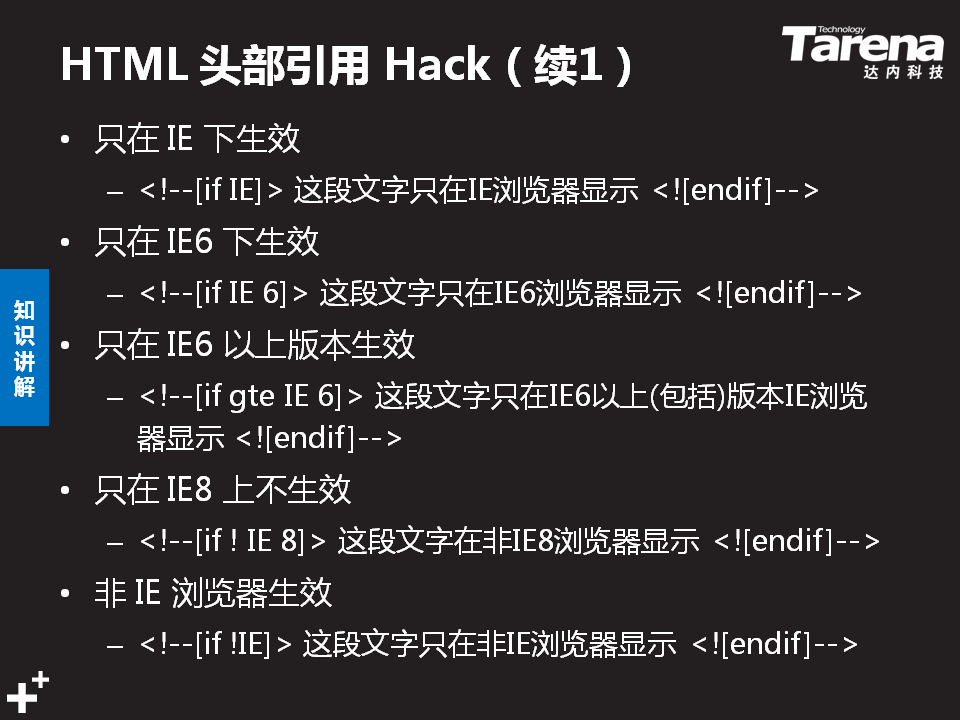 HTML 头部引用 Hack（续1）
Technology
Tarena
达内科技
• 只在 IE 下生效
– <!--[if IE]> 这段文字只在IE浏览器显示 <![endif]-->
• 只在 IE6 下生效
– <!--[if IE 6]> 这段文字只在IE6浏览器显示 <![endif]-->
知识讲解
• 只在 IE6 以上版本生效
– <!--[if gte IE 6]> 这段文字只在IE6以上(包括)版本IE浏览
器显示 <![endif]-->
• 只在 IE8 上不生效
– <!--[if ! IE 8]> 这段文字在非IE8浏览器显示 <![endif]-->
• 非 IE 浏览器生效
– <!--[if !IE]> 这段文字只在非IE浏览器显示 <![endif]-->